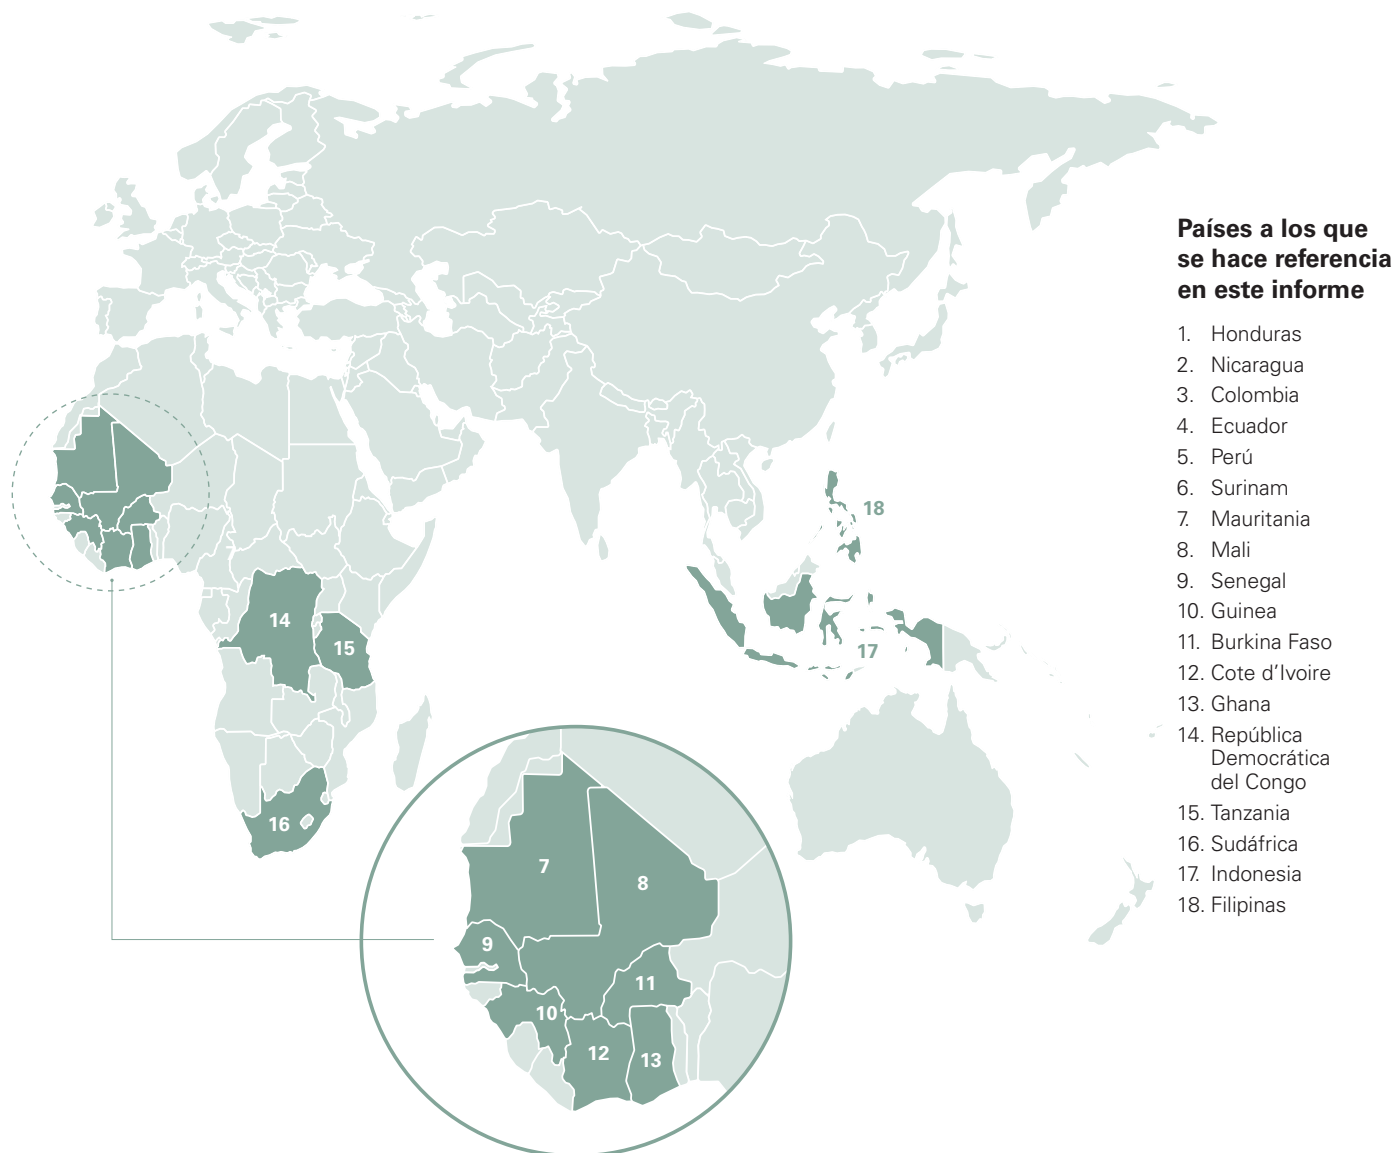 Países a los que
se hace referencia
en este informe
1. Honduras
2. Nicaragua
3. Colombia
4. Ecuador
5. Perú
6. Surinam
7. Mauritania
8. Mali
9. Senegal
10. Guinea
11. Burkina Faso
12. Cote d’Ivoire
13. Ghana
14. República
Democrática
del Congo
15. Tanzania
16. Sudáfrica
17. Indonesia
18. Filipinas
18
14
15
17
16
7
8
9
11
10
12
13